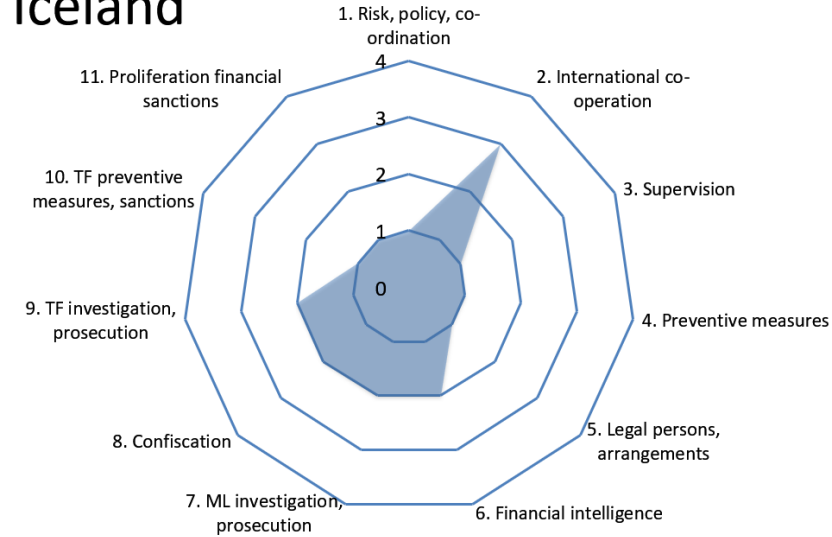 Iceland
1. Risk, policy, co-
ordination
2. International co-
operation
3. Supervision
4. Preventive measures
5. Legal persons,
arrangements
6. Financial intelligence
7. ML investigation,
prosecution
8. Confiscation
9. TF investigation,
prosecution
10. TF preventive
measures, sanctions
11. Proliferation financial
sanctions
4
3
2
1
0